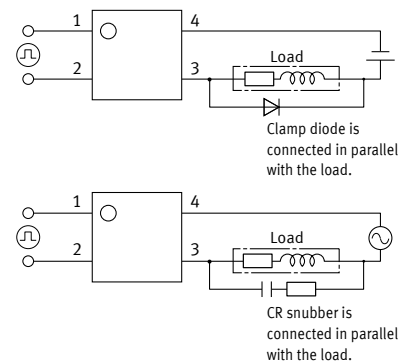 1
4
Load
2
3
Clamp diode is
connected in parallel
with the load.
1
4
Load
2
3
CR snubber is
connected in parallel
with the load.